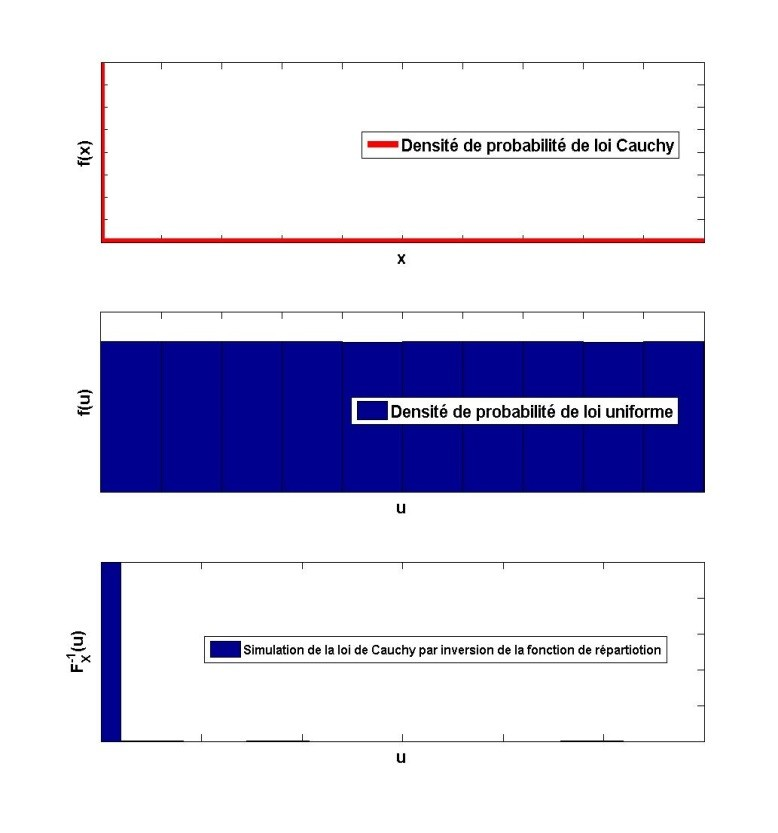 f(x)
Densité de probabilité de loi Cauchy
x
f(u)
Densité de probabilité de loi uniforme
u
F_X^-1(u)
Simulation de la loi de Cauchy par inversion de la fonction de répartiotion
u